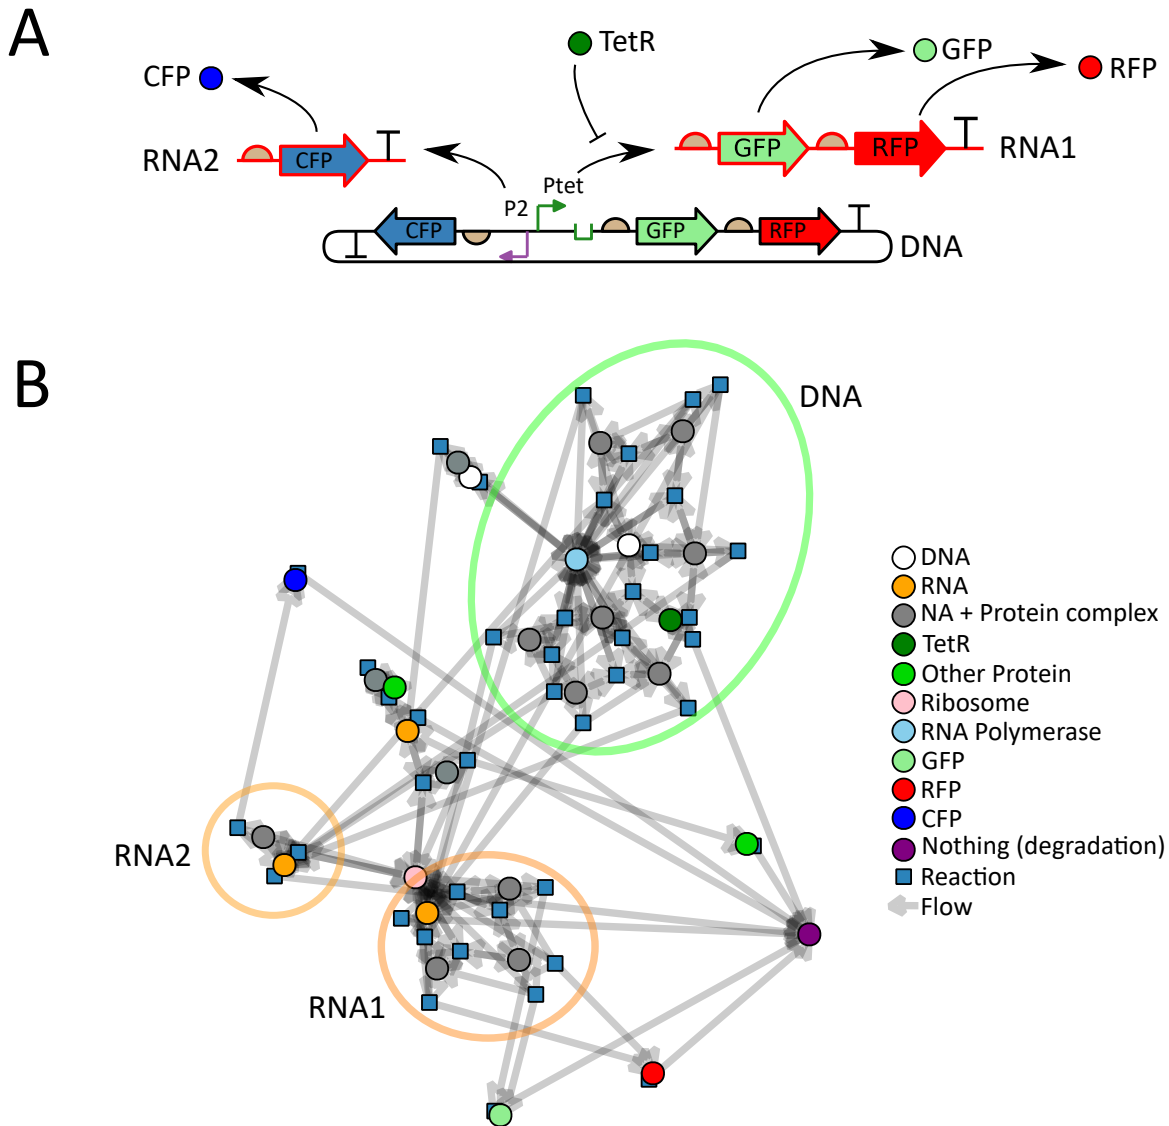 A
TetR
CFP
GFP
RFP
RNA2
CFP
GFP
RFP
RNA1
P2
Ptet
CFP
GFP
RFP
DNA
B
DNA
RNA2
RNA1
DNA
RNA
NA + Protein complex
TetR
Other Protein
Ribosome
RNA Polymerase
GFP
RFP
CFP
Nothing (degradation)
Reaction
Flow